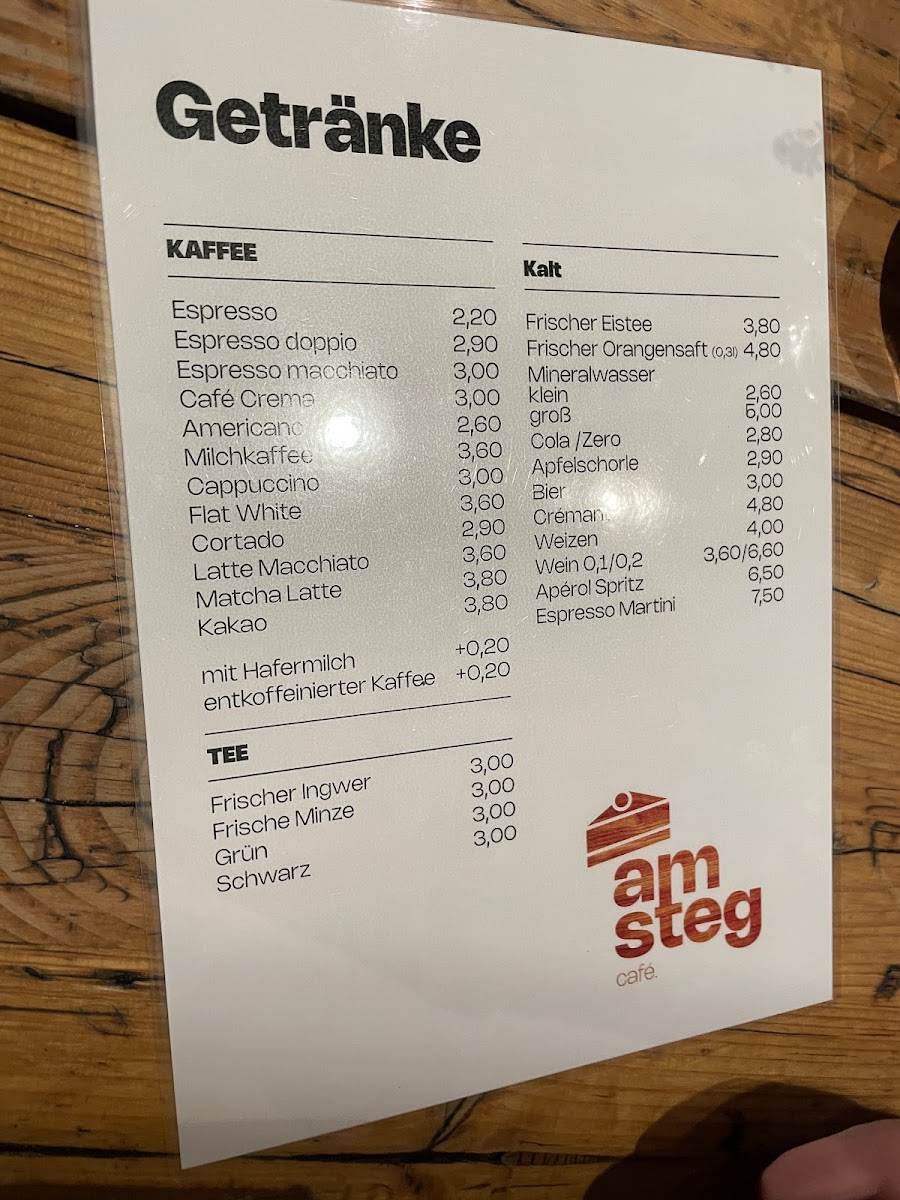 Getränke
KAFFEE
Espresso 2,20
Espresso doppio 2,90
Espresso macchiato 3,00
Café Crema 3,00
Americano 2,60
Milchkaffee 3,60
Cappuccino 3,00
Flat White 3,60
Cortado 2,90
Latte Macchiato 3,60
Matcha Latte 3,80
Kakao 3,80
mit Hafermilch +0,20
entkoffeinierter Kaffee +0,20
TEE
Frischer Ingwer 3,00
Frische Minze 3,00
Grün 3,00
Schwarz 3,00
Kalt
Frischer Eistee 3,80
Frischer Orangensaft (0,3l) 4,80
Mineralwasser
klein 2,60
groß 5,00
Cola /Zero 2,80
Apfelschorle 2,90
Bier 3,00
Crémant 4,80
Weizen 4,00
Wein 0,1/0,2 3,60/6,60
Apérol Spritz 6,50
Espresso Martini 7,50
am
steg
café.